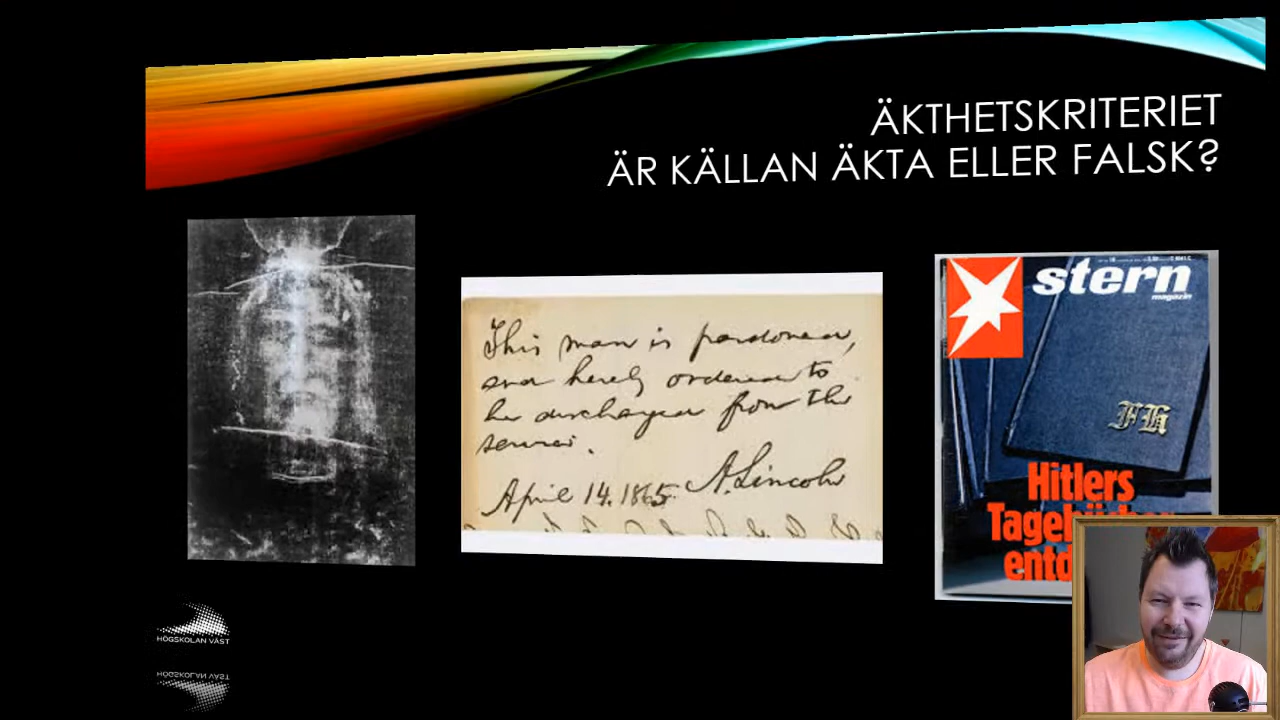 ÄKTHETSKRITERIET
ÄR KÄLLAN ÄKTA ELLER FALSK?
This man is pardoned,
and hereby ordered to
be discharged from the
service.
A. Lincoln
April 14. 1865
stern
magazin
FH
Hitlers
entd
HÖGSKOLAN VÄST